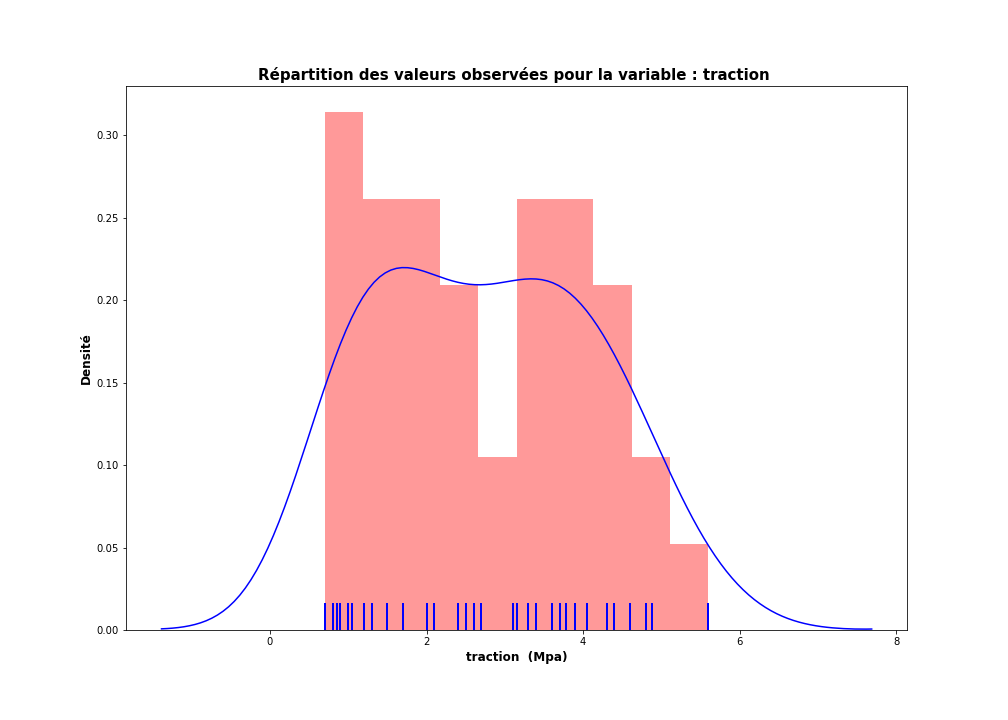 Répartition des valeurs observées pour la variable : traction
0.30
0.25
0.20
0.15
0.10
0.05
0.00
Densité
0 2 4 6 8
traction (Mpa)